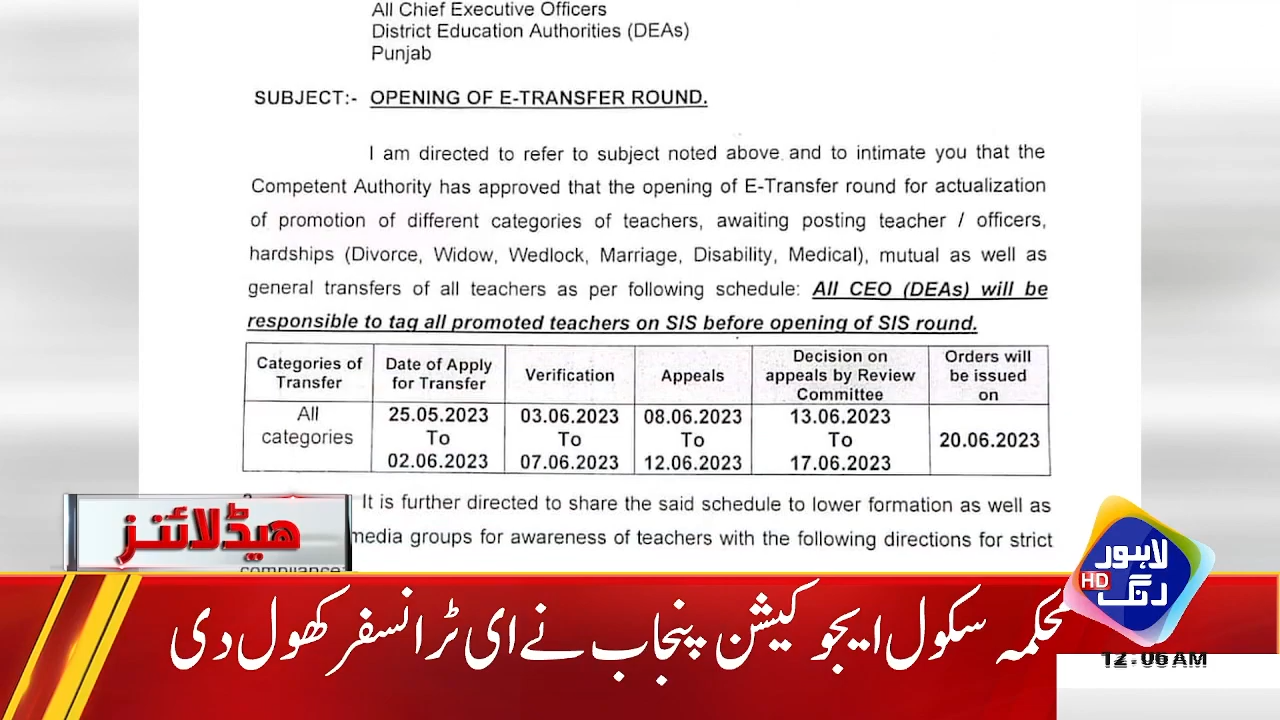 All Chief Executive Officers
District Education Authorities (DEAs)
Punjab
SUBJECT:- OPENING OF E-TRANSFER ROUND.
I am directed to refer to subject noted above and to intimate you that the
Competent Authority has approved that the opening of E-Transfer round for actualization
of promotion of different categories of teachers, awaiting posting teacher / officers,
hardships (Divorce, Widow, Wedlock, Marriage, Disability, Medical), mutual as well as
general transfers of all teachers as per following schedule: All CEO (DEAs) will be
responsible to tag all promoted teachers on SIS before opening of SIS round.
Categories of Transfer | Date of Apply for Transfer | Verification | Appeals | Decision on appeals by Review Committee | Orders will be issued on
All categories | 25.05.2023 To 02.06.2023 | 03.06.2023 To 07.06.2023 | 08.06.2023 To 12.06.2023 | 13.06.2023 To 17.06.2023 | 20.06.2023
It is further directed to share the said schedule to lower formation as well as
media groups for awareness of teachers with the following directions for strict
compliance:
ہیڈلائنز
لاہور
رنگ
HD
محکمہ سکول ایجوکیشن پنجاب نے ای ٹرانسفر کھول دی
12:06 AM